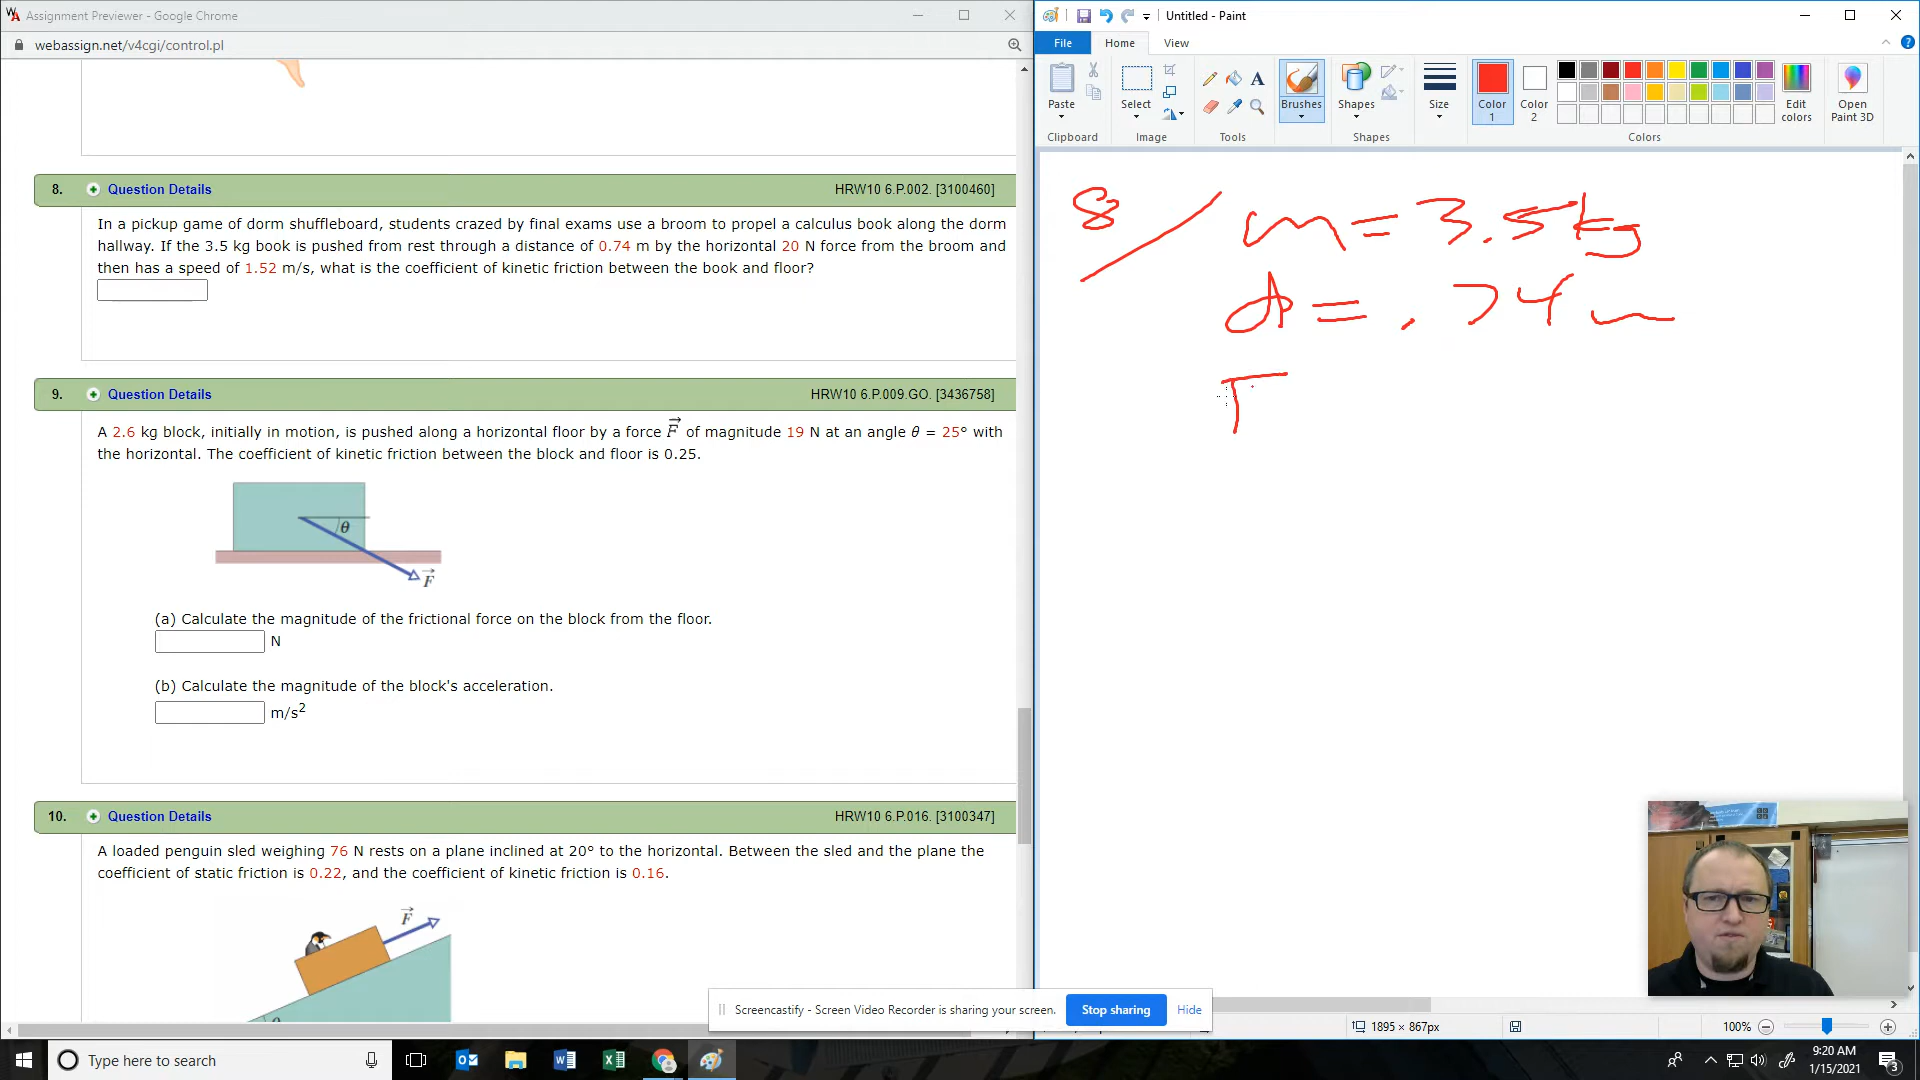 Assignment Previewer - Google Chrome
webassign.net/v4cgi/control.pl
8. Question Details HRW10 6.P.002. [3100460]
In a pickup game of dorm shuffleboard, students crazed by final exams use a broom to propel a calculus book along the dorm
hallway. If the 3.5 kg book is pushed from rest through a distance of 0.74 m by the horizontal 20 N force from the broom and
then has a speed of 1.52 m/s, what is the coefficient of kinetic friction between the book and floor?
9. Question Details HRW10 6.P.009.GO. [3436758]
A 2.6 kg block, initially in motion, is pushed along a horizontal floor by a force F of magnitude 19 N at an angle θ = 25° with
the horizontal. The coefficient of kinetic friction between the block and floor is 0.25.
θ
F
(a) Calculate the magnitude of the frictional force on the block from the floor.
N
(b) Calculate the magnitude of the block's acceleration.
m/s²
10. Question Details HRW10 6.P.016. [3100347]
A loaded penguin sled weighing 76 N rests on a plane inclined at 20° to the horizontal. Between the sled and the plane the
coefficient of static friction is 0.22, and the coefficient of kinetic friction is 0.16.
F
Untitled - Paint
File Home View
Paste Select Brushes Shapes Size Color 1 Color 2 Edit colors Open Paint 3D
Clipboard Image Tools Shapes Colors
8/ m = 3.5 kg
d = .74 m
F
Screencastify - Screen Video Recorder is sharing your screen. Stop sharing Hide
1895 × 867px 100%
Type here to search
9:20 AM
1/15/2021
3